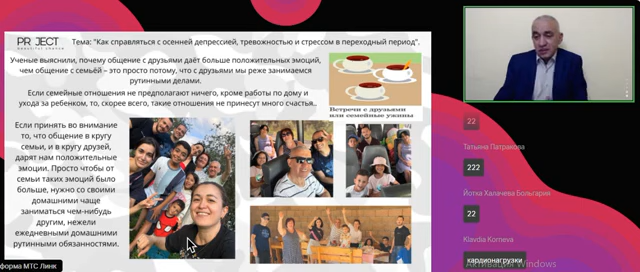 PR JECT
beautiful choice
Тема: "Как справляться с осенней депрессией, тревожностью и стрессом в переходный период".
Ученые выяснили, почему общение с друзьями даёт больше положительных эмоций,
чем общение с семьёй – это просто потому, что с друзьями мы реже занимаемся
рутинными делами.
Если семейные отношения не предполагают ничего, кроме работы по дому и
ухода за ребенком, то, скорее всего, такие отношения не принесут много счастья..
Встречи с друзьями
или семейные ужины
Если принять во внимание
то, что общение в кругу
семьи, и в кругу друзей,
дарят нам положительные
эмоции. Просто чтобы от
семьи таких эмоций было
больше, нужно со своими
домашними чаще
заниматься чем-нибудь
другим, нежели
ежедневными домашними
рутинными обязанностями.
форма МТС Линк
22
Татьяна Патракова
222
Йотка Халачева Болгария
22
Klavdia Korneva
кардионагрузки
Активация Windows